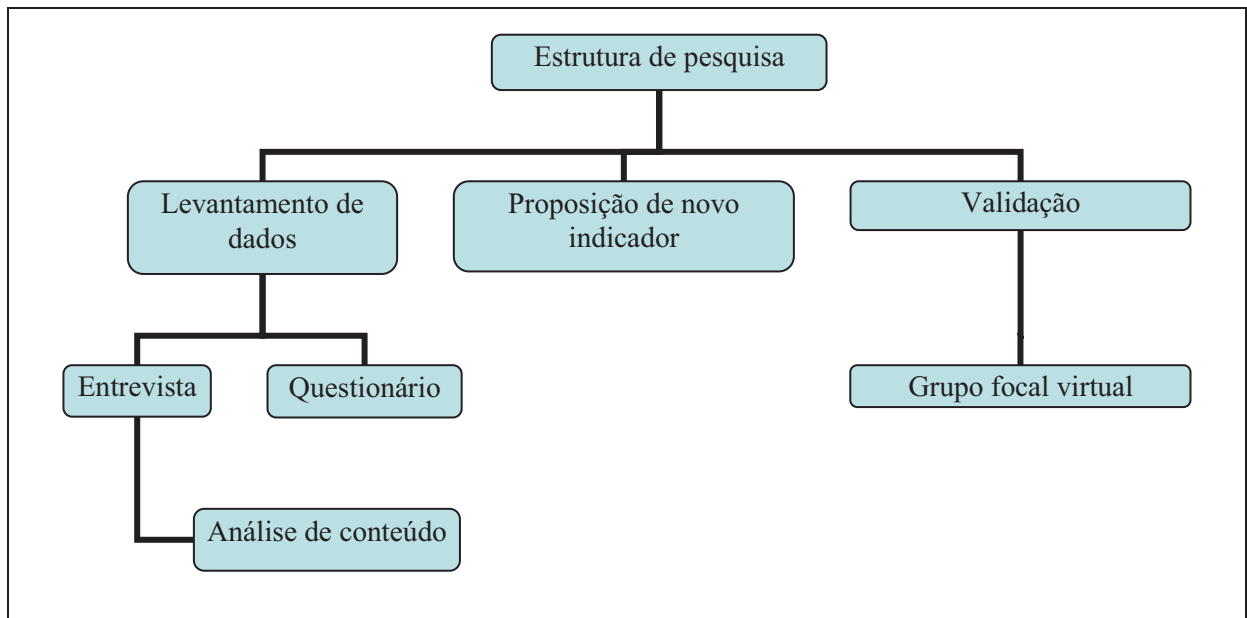 Estrutura de pesquisa
Levantamento de
dados
Proposição de novo
indicador
Validação
Entrevista
Questionário
Grupo focal virtual
Análise de conteúdo